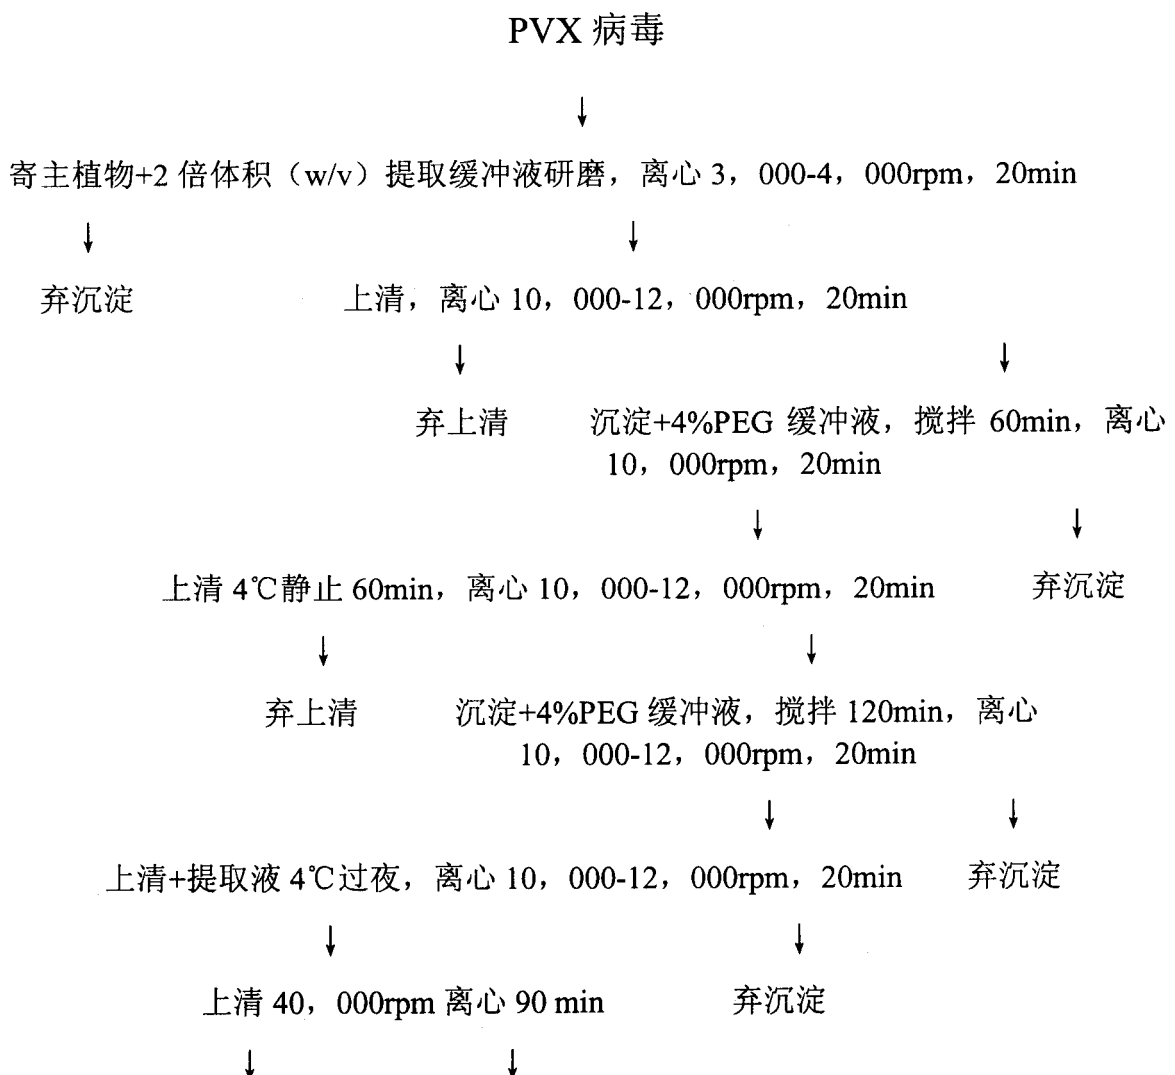 PVX 病毒
寄主植物+2 倍体积（w/v）提取缓冲液研磨，离心 3，000-4，000rpm，20min
弃沉淀 上清，离心 10，000-12，000rpm，20min
弃上清 沉淀+4%PEG 缓冲液，搅拌 60min，离心
10，000rpm，20min
上清 4℃静止 60min，离心 10，000-12，000rpm，20min 弃沉淀
弃上清 沉淀+4%PEG 缓冲液，搅拌 120min，离心
10，000-12，000rpm，20min
上清+提取液 4℃过夜，离心 10，000-12，000rpm，20min 弃沉淀
上清 40，000rpm 离心 90 min 弃沉淀